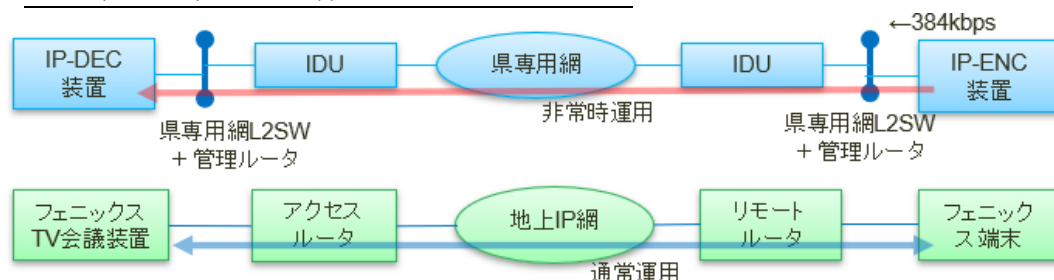 ←384kbps
IP-DEC
装置
IDU
県専用網
IDU
IP-ENC
装置
非常時運用
県専用網L2SW
＋管理ルータ
県専用網L2SW
＋管理ルータ
フェニックス
TV会議装置
アクセス
ルータ
地上IP網
リモート
ルータ
フェニック
ス端末
通常運用